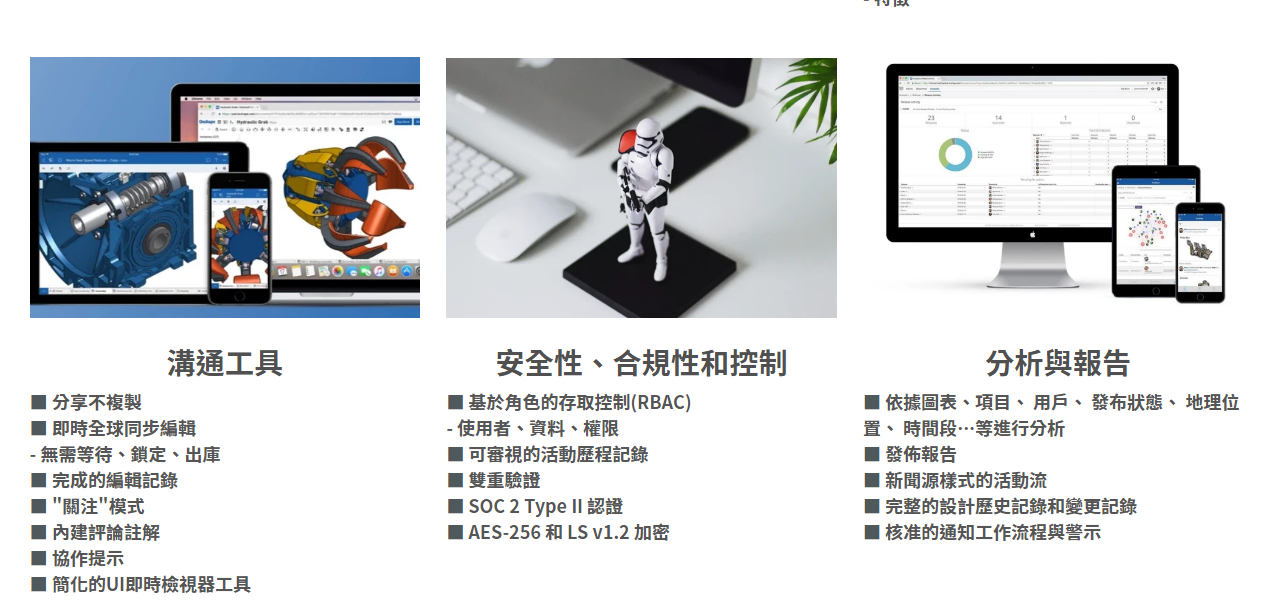 - 特徵
溝通工具
■ 分享不複製
■ 即時全球同步編輯
- 無需等待、鎖定、出庫
■ 完成的編輯記錄
■ "關注"模式
■ 內建評論註解
■ 協作提示
■ 簡化的UI即時檢視器工具
安全性、合規性和控制
■ 基於角色的存取控制(RBAC)
- 使用者、資料、權限
■ 可審視的活動歷程記錄
■ 雙重驗證
■ SOC 2 Type II 認證
■ AES-256 和 LS v1.2 加密
23
14
1
0
分析與報告
■ 依據圖表、項目、 用戶、 發布狀態、 地理位
置、 時間段…等進行分析
■ 發佈報告
■ 新聞源樣式的活動流
■ 完整的設計歷史記錄和變更記錄
■ 核准的通知工作流程與警示